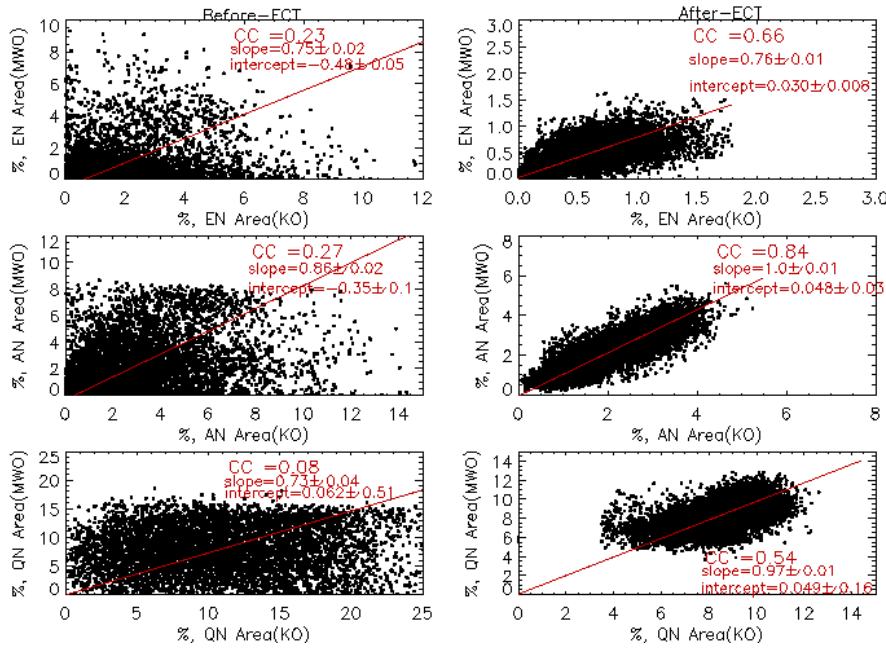 Before-ECT
CC =0.23
slope=0.75±0.02
intercept=-0.48±0.05
%, EN Area(MWO)
10
8
6
4
2
0
0 2 4 6 8 10 12
%, EN Area(KO)
After-ECT
CC =0.66
slope=0.76±0.01
intercept=0.030±0.008
%, EN Area(MWO)
3.0
2.5
2.0
1.5
1.0
0.5
0.0
0.0 0.5 1.0 1.5 2.0 2.5 3.0
%, EN Area(KO)
CC =0.27
slope=0.86±0.02
intercept=-0.35±0.1
%, AN Area(MWO)
12
10
8
6
4
2
0
0 2 4 6 8 10 12 14
%, AN Area(KO)
CC =0.84
slope=1.0±0.01
intercept=0.048±0.03
%, AN Area(MWO)
8
6
4
2
0
0 2 4 6 8
%, AN Area(KO)
CC =0.08
slope=0.73±0.04
intercept=0.062±0.51
%, QN Area(MWO)
25
20
15
10
5
0
0 5 10 15 20 25
%, QN Area(KO)
%, QN Area(MWO)
14
12
10
8
6
4
2
0
CC =0.54
slope=0.97±0.01
intercept=0.049±0.16
0 2 4 6 8 10 12 14
%, QN Area(KO)